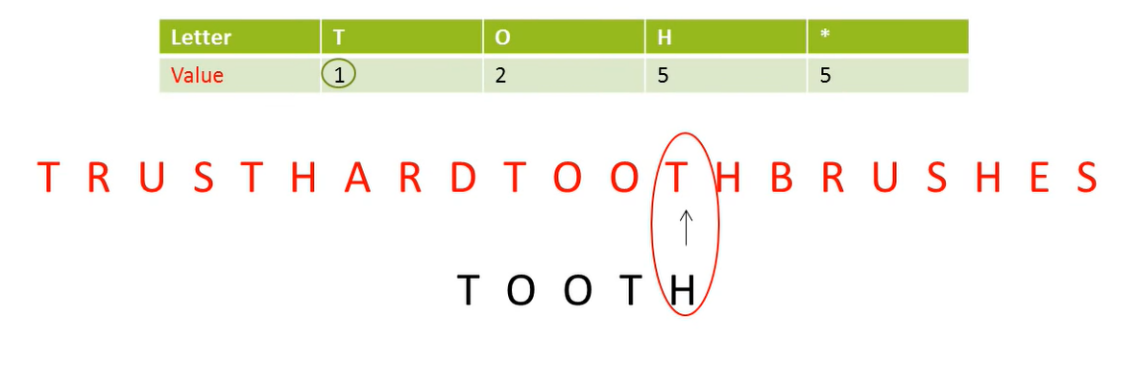 Letter T O H *
Value 1 2 5 5
T R U S T H A R D T O O T H B R U S H E S
T O O T H